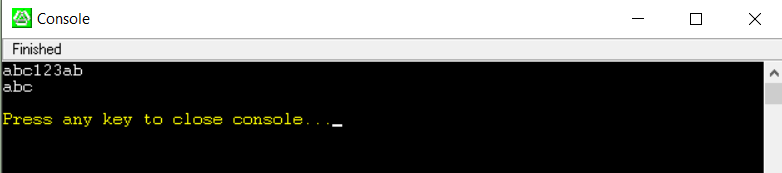 Console
Finished
abc123ab
abc
Press any key to close console..._